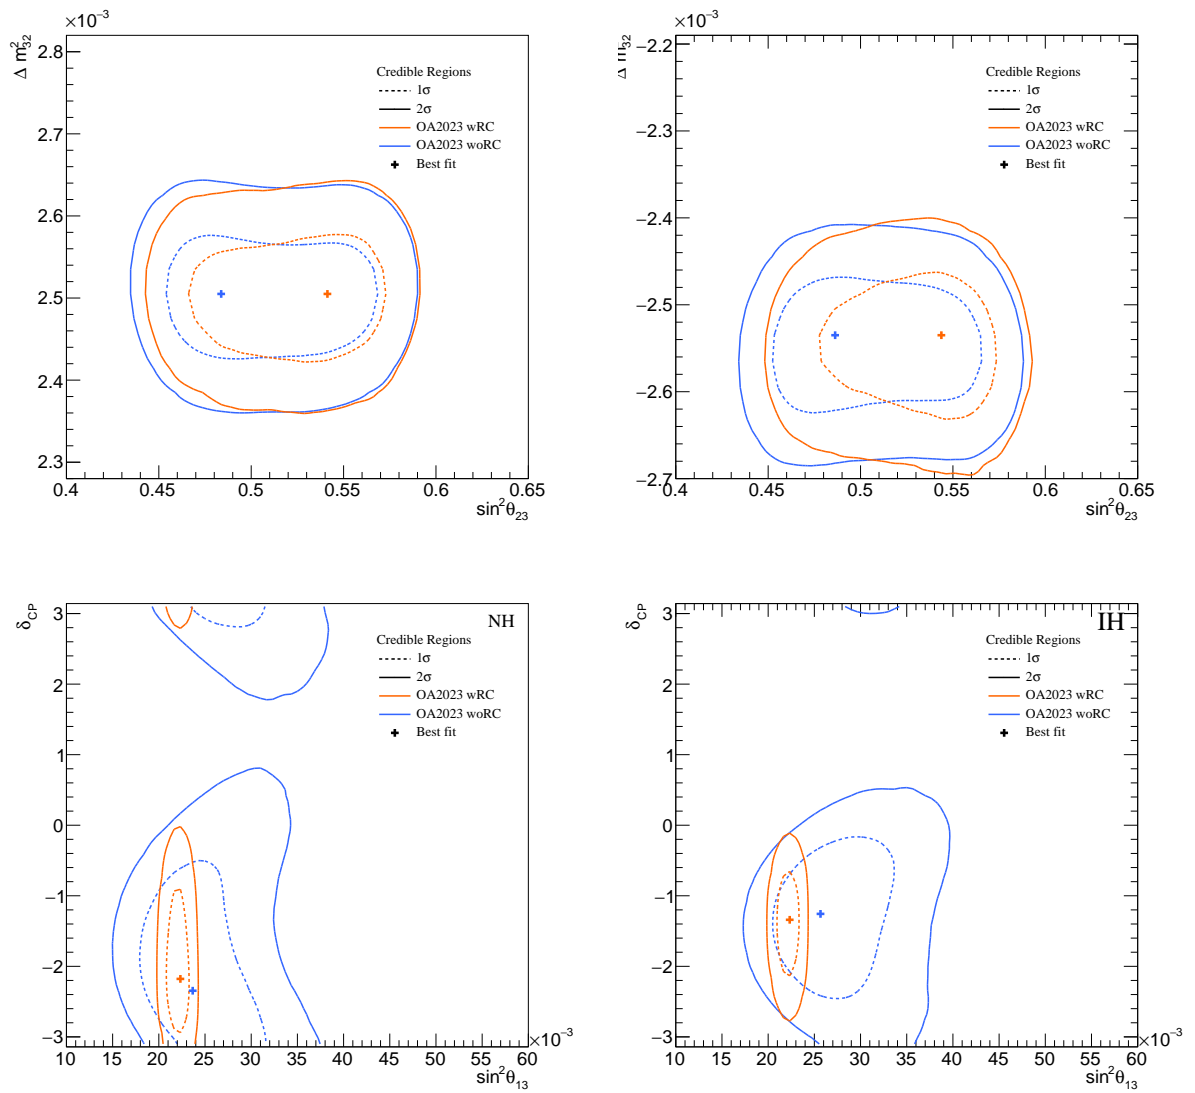 ×10⁻³
Δ m²₃₂
2.8
2.7
2.6
2.5
2.4
2.3
0.4 0.45 0.5 0.55 0.6 0.65
sin²θ₂₃
Credible Regions
1σ
2σ
OA2023 wRC
OA2023 woRC
Best fit
×10⁻³
−2.2
−2.3
−2.4
−2.5
−2.6
−2.7
0.4 0.45 0.5 0.55 0.6 0.65
sin²θ₂₃
Credible Regions
1σ
2σ
OA2023 wRC
OA2023 woRC
Best fit
δCP
3
2
1
0
−1
−2
−3
10 15 20 25 30 35 40 45 50 55 60
×10⁻³
sin²θ₁₃
NH
Credible Regions
1σ
2σ
OA2023 wRC
OA2023 woRC
Best fit
δCP
3
2
1
0
−1
−2
−3
10 15 20 25 30 35 40 45 50 55 60
×10⁻³
sin²θ₁₃
IH
Credible Regions
1σ
2σ
OA2023 wRC
OA2023 woRC
Best fit